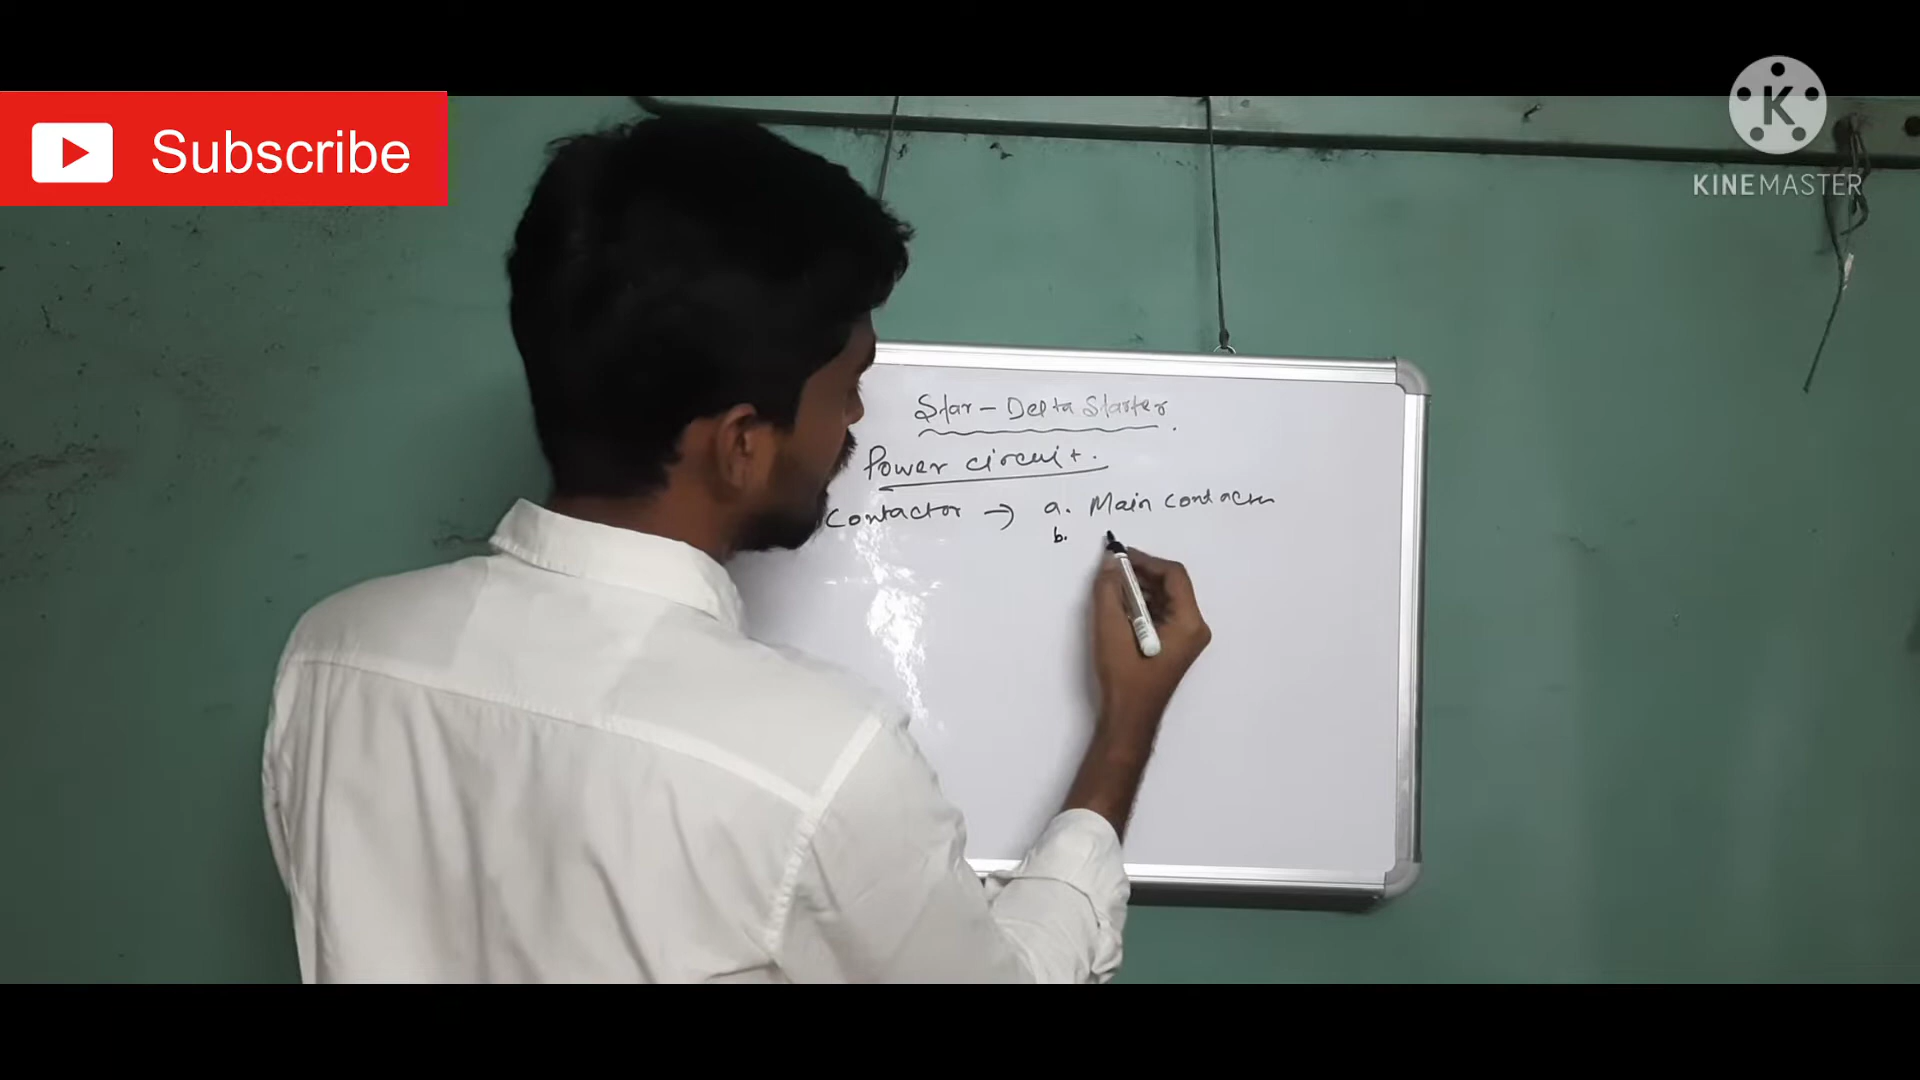 Subscribe
K
KINEMASTER
Star - Delta Starter
Power circuit.
Contactor → a. Main contactor
b.